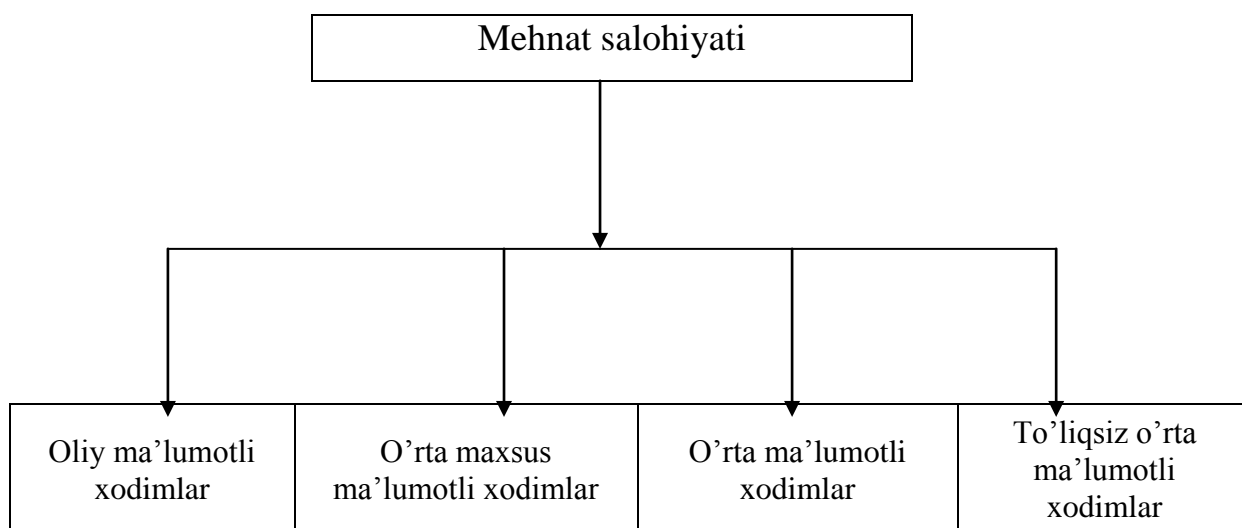 Mehnat salohiyati
Oliy ma’lumotli
xodimlar
O’rta maxsus
ma’lumotli xodimlar
O’rta ma’lumotli
xodimlar
To’liqsiz o’rta
ma’lumotli
xodimlar